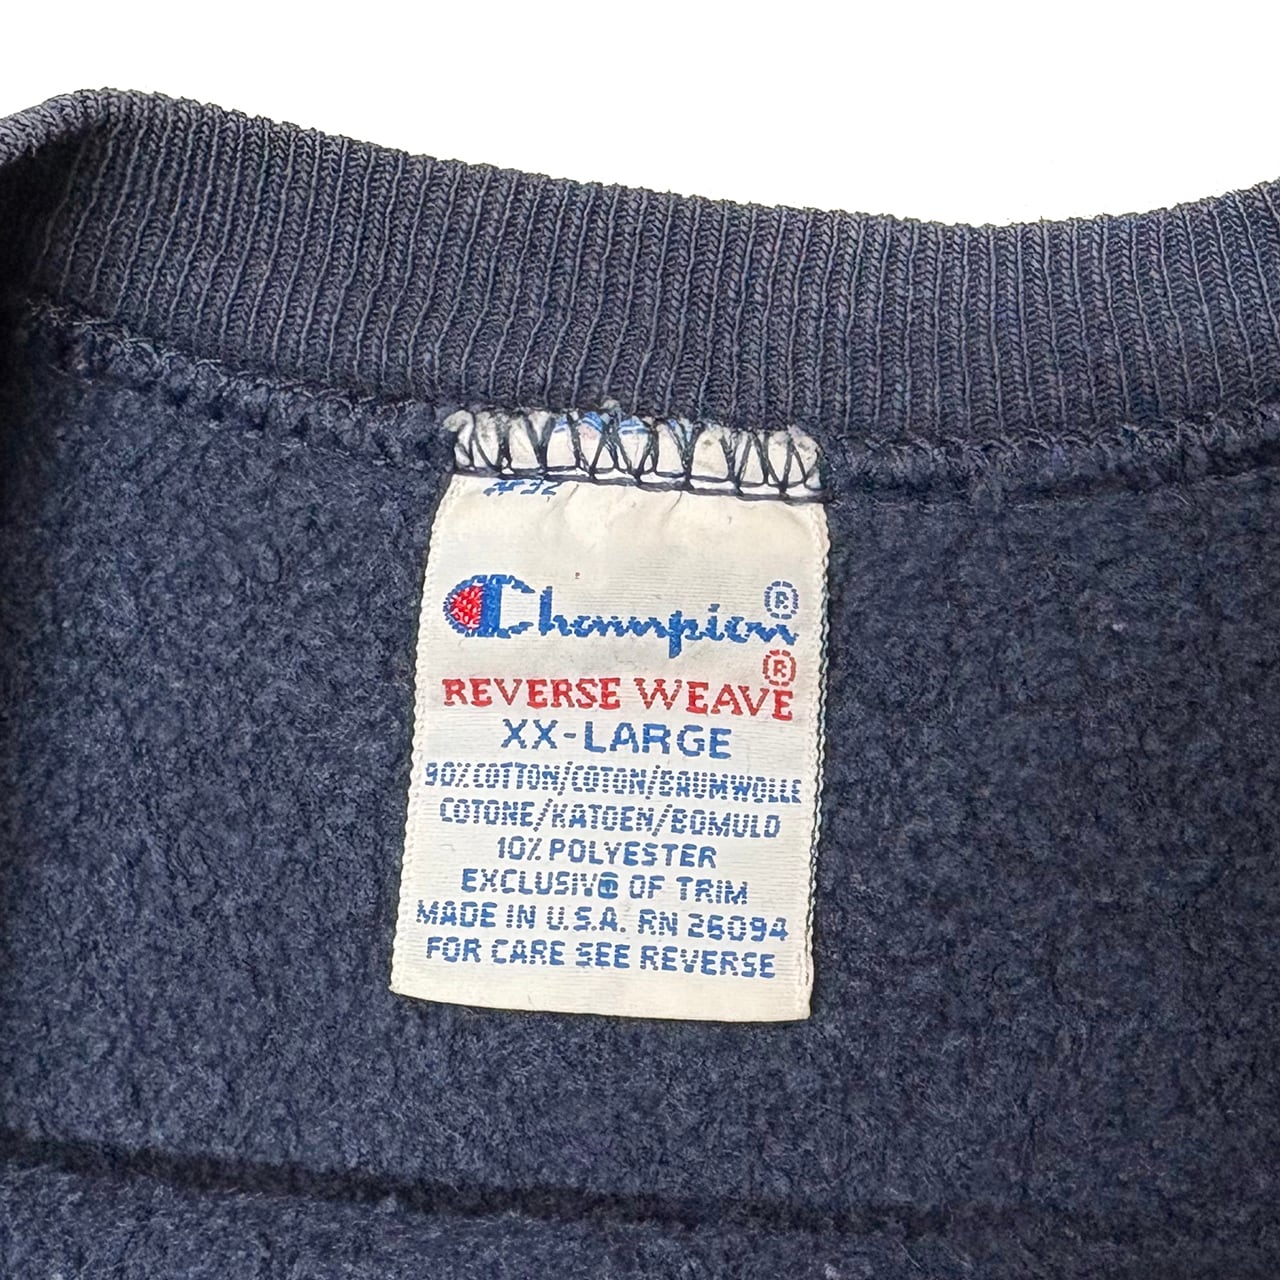 #32
Champion®
REVERSE WEAVE®
XX-LARGE
90% COTTON/COTON/BAUMWOLLE
COTONE/KATOEN/BOMULD
10% POLYESTER
EXCLUSIVE OF TRIM
MADE IN U.S.A. RN 26094
FOR CARE SEE REVERSE